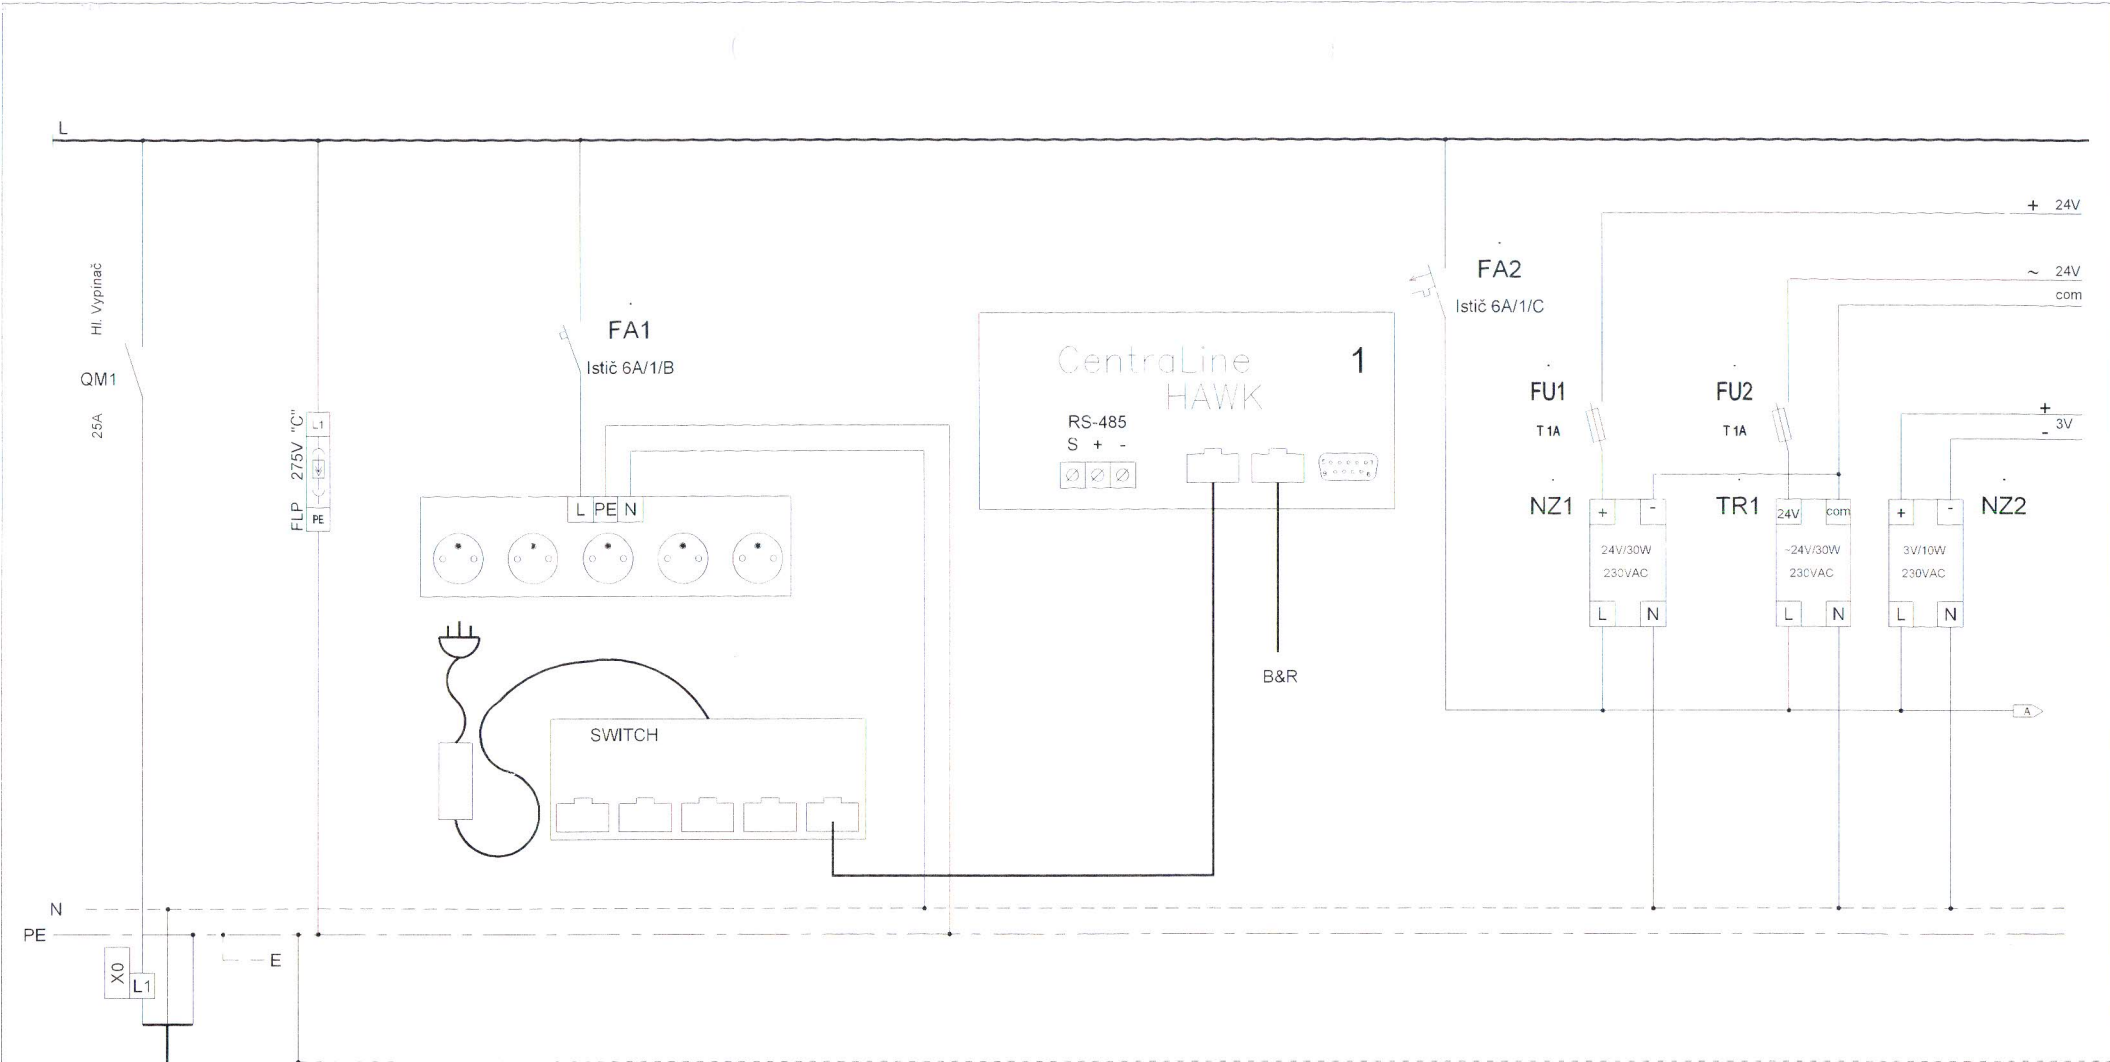 L
+ 24V
~ 24V
com
Hl. Vypínač
QM1
25A
FLP 275V "C"
L1
PE
FA1
Istič 6A/1/B
L PE N
CentraLine
HAWK
1
RS-485
S + -
B&R
FA2
Istič 6A/1/C
FU1
T1A
FU2
T1A
+
3V
-
NZ1
+ -
24V/30W
230VAC
L N
TR1
24V com
~24V/30W
230VAC
L N
NZ2
+ -
3V/10W
230VAC
L N
A
SWITCH
N
PE
E
X0
L1